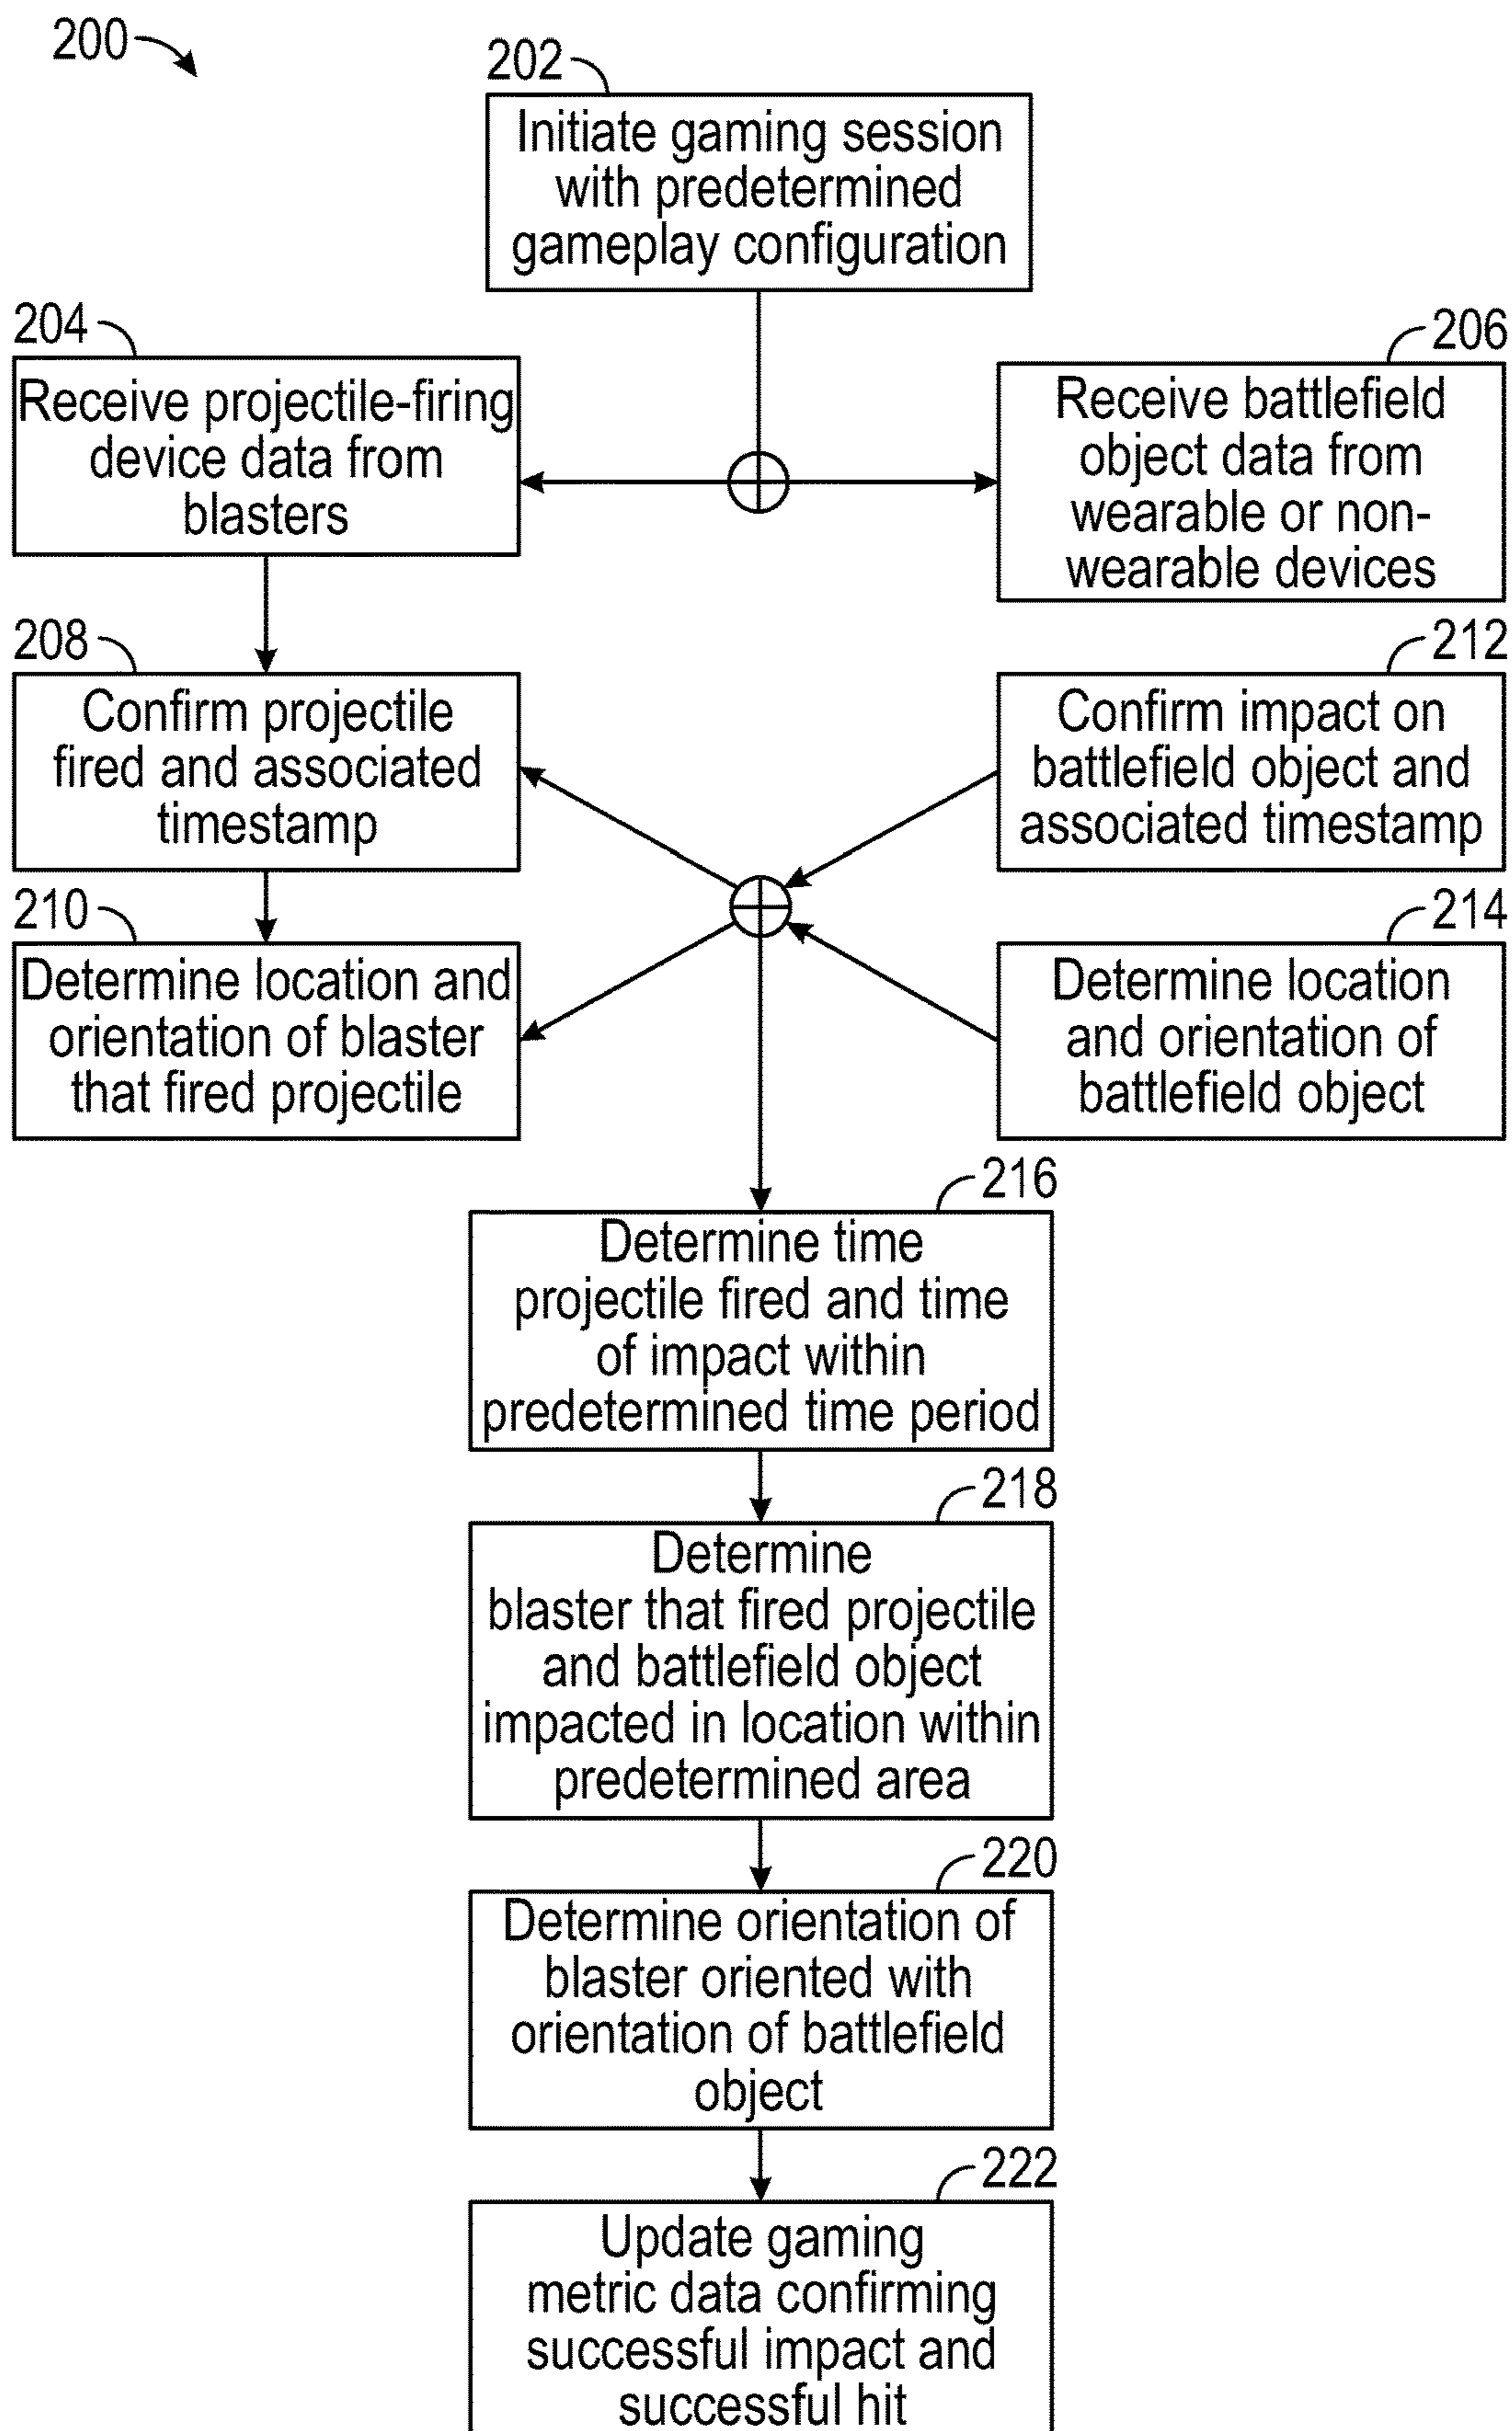 200
202
Initiate gaming session
with predetermined
gameplay configuration
204
Receive projectile-firing
device data from
blasters
206
Receive battlefield
object data from
wearable or non-
wearable devices
208
Confirm projectile
fired and associated
timestamp
212
Confirm impact on
battlefield object and
associated timestamp
210
Determine location and
orientation of blaster
that fired projectile
214
Determine location
and orientation of
battlefield object
216
Determine time
projectile fired and time
of impact within
predetermined time period
218
Determine
blaster that fired projectile
and battlefield object
impacted in location within
predetermined area
220
Determine orientation of
blaster oriented with
orientation of battlefield
object
222
Update gaming
metric data confirming
successful impact and
successful hit